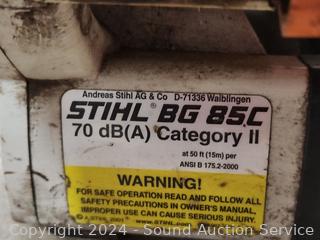 Andreas Stihl AG & Co D-71336 Waiblingen
STIHL® BG 85C
70 dB(A) Category II
at 50 ft (15m) per
ANSI B 175.2-2000
WARNING!
FOR SAFE OPERATION READ AND FOLLOW ALL
SAFETY PRECAUTIONS IN OWNER'S MANUAL.
IMPROPER USE CAN CAUSE SERIOUS INJURY.
Copyright 2024 - Sound Auction Service